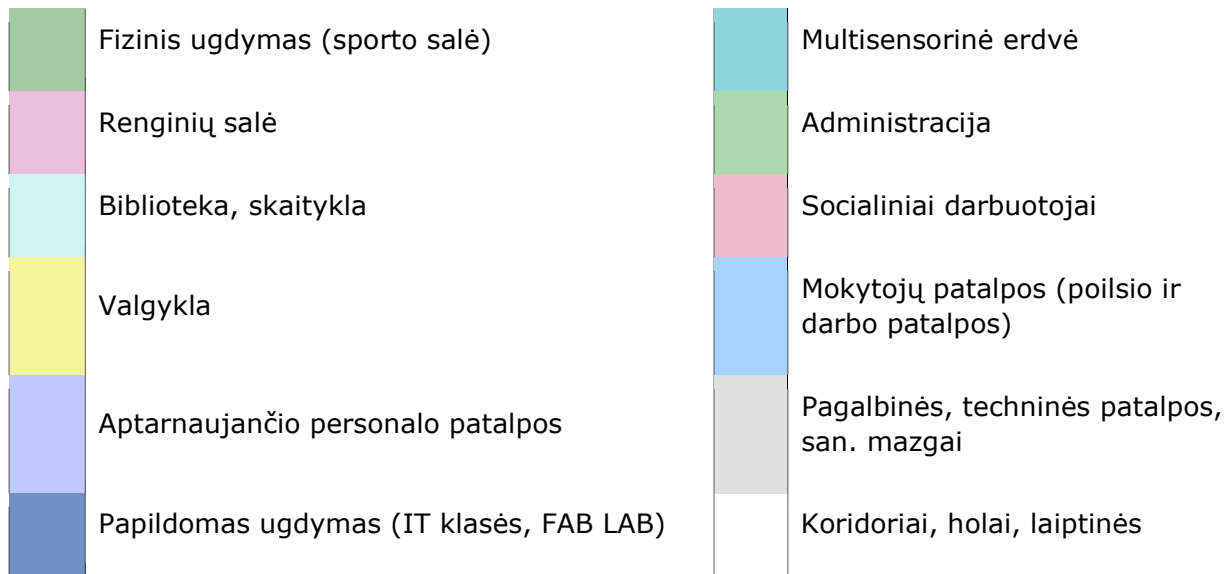 Fizinis ugdymas (sporto salė)
Renginių salė
Biblioteka, skaitykla
Valgykla
Aptarnaujančio personalo patalpos
Papildomas ugdymas (IT klasės, FAB LAB)
Multisensorinė erdvė
Administracija
Socialiniai darbuotojai
Mokytojų patalpos (poilsio ir
darbo patalpos)
Pagalbinės, techninės patalpos,
san. mazgai
Koridoriai, holai, laiptinės